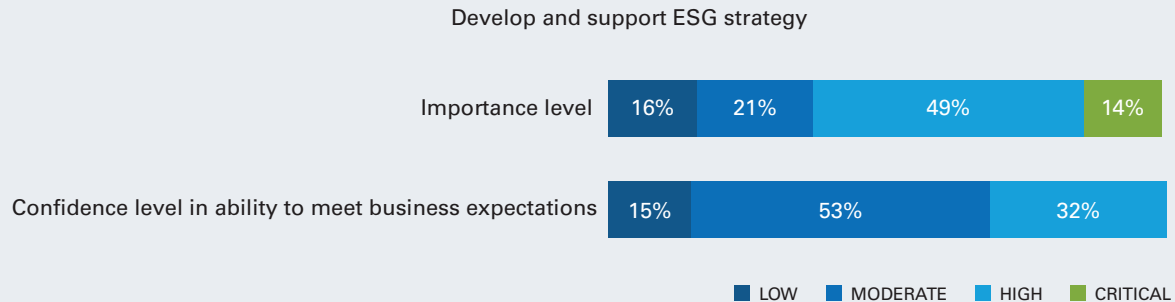 Develop and support ESG strategy
Importance level 16% 21% 49% 14%
Confidence level in ability to meet business expectations 15% 53% 32%
LOW MODERATE HIGH CRITICAL